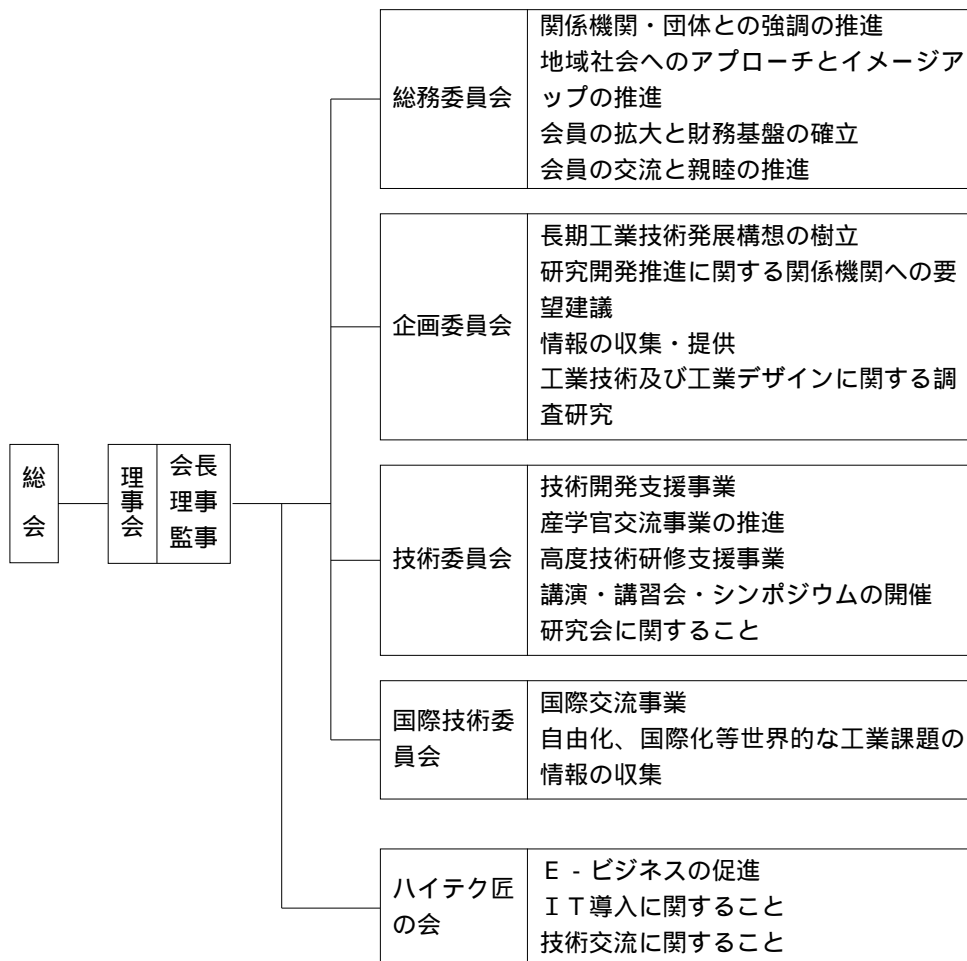 総会
理事会
会長
理事
監事
総務委員会
関係機関・団体との強調の推進
地域社会へのアプローチとイメージア
ップの推進
会員の拡大と財務基盤の確立
会員の交流と親睦の推進
企画委員会
長期工業技術発展構想の樹立
研究開発推進に関する関係機関への要
望建議
情報の収集・提供
工業技術及び工業デザインに関する調
査研究
技術委員会
技術開発支援事業
産学官交流事業の推進
高度技術研修支援事業
講演・講習会・シンポジウムの開催
研究会に関すること
国際技術委
員会
国際交流事業
自由化、国際化等世界的な工業課題の
情報の収集
ハイテク匠
の会
Ｅ‐ビジネスの促進
ＩＴ導入に関すること
技術交流に関すること